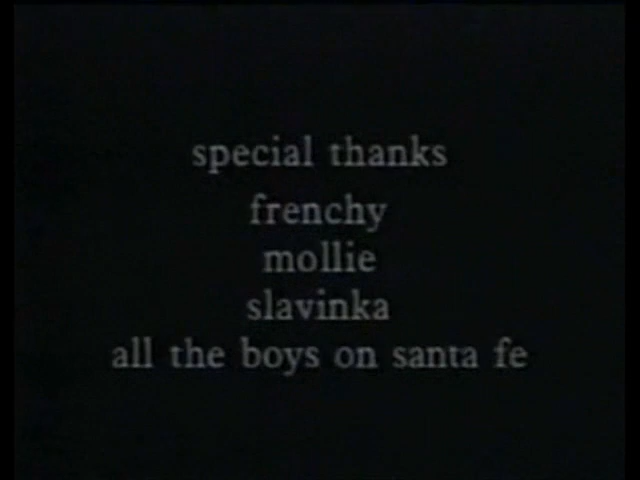 special thanks
frenchy
mollie
slavinka
all the boys on santa fe